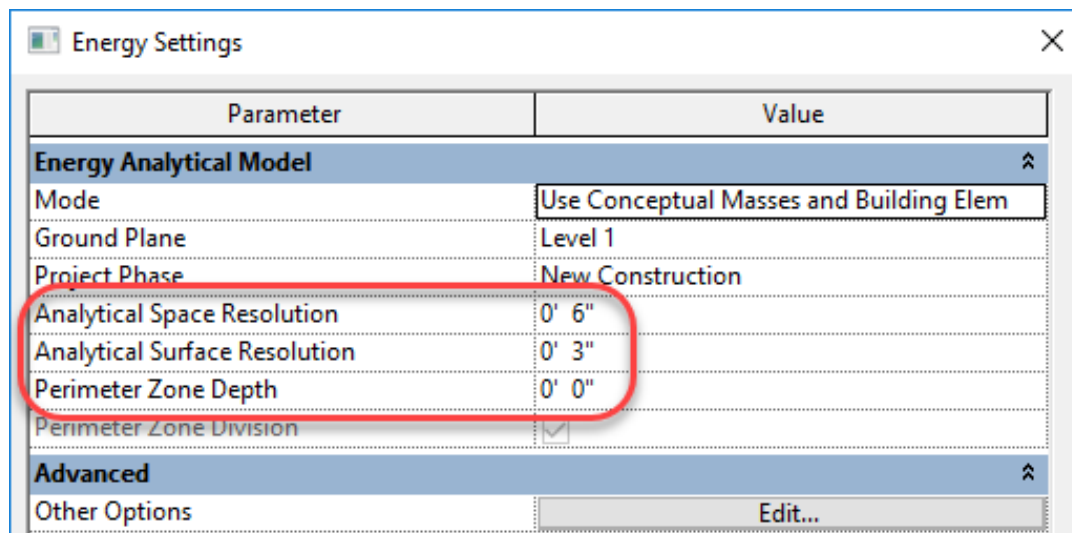 Energy Settings
Parameter Value
Energy Analytical Model
Mode Use Conceptual Masses and Building Elem
Ground Plane Level 1
Project Phase New Construction
Analytical Space Resolution 0' 6"
Analytical Surface Resolution 0' 3"
Perimeter Zone Depth 0' 0"
Perimeter Zone Division
Advanced
Other Options Edit...